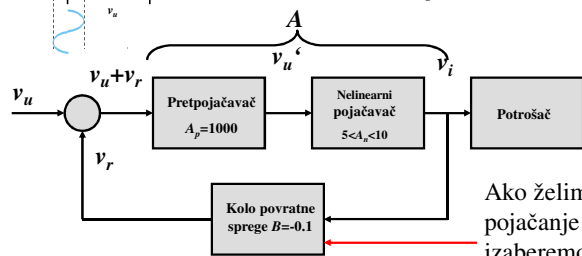 v_u
A
v_u'
v_i
v_u+v_r
v_u
Pretpojačavač
A_p=1000
Nelinearni
pojačavač
5<A_n<10
Potrošač
v_r
Kolo povratne
sprege B=-0.1
Ako želim
pojačanje
izaberemo